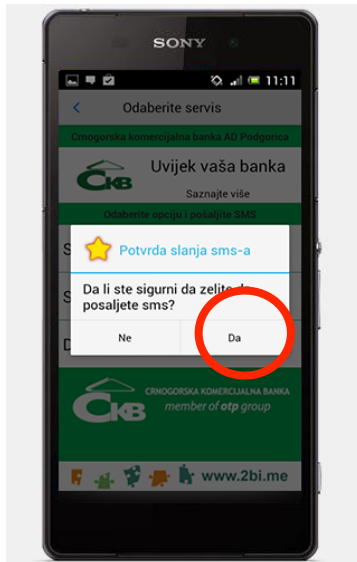 SONY
11:11
Odaberite servis
Crnogorska komercijalna banka AD Podgorica
CKB
Uvijek vaša banka
Saznajte više
Odaberite opciju i pošaljite SMS
S
Potvrda slanja sms-a
Da li ste sigurni da zelite
posaljete sms?
S
Ne
Da
D
CKB
CRNOGORSKA KOMERCIJALNA BANKA
member of otp group
www.2bi.me